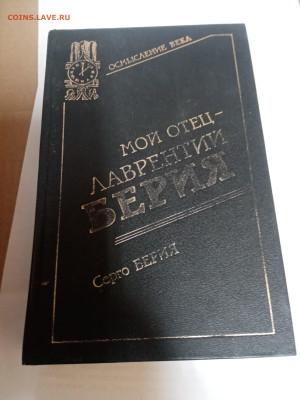 COINS.LAVE.RU
ОСМЫСЛЕНИЕ ВЕКА
МОЙ ОТЕЦ-
ЛАВРЕНТИЙ
БЕРИЯ
Серго БЕРИЯ